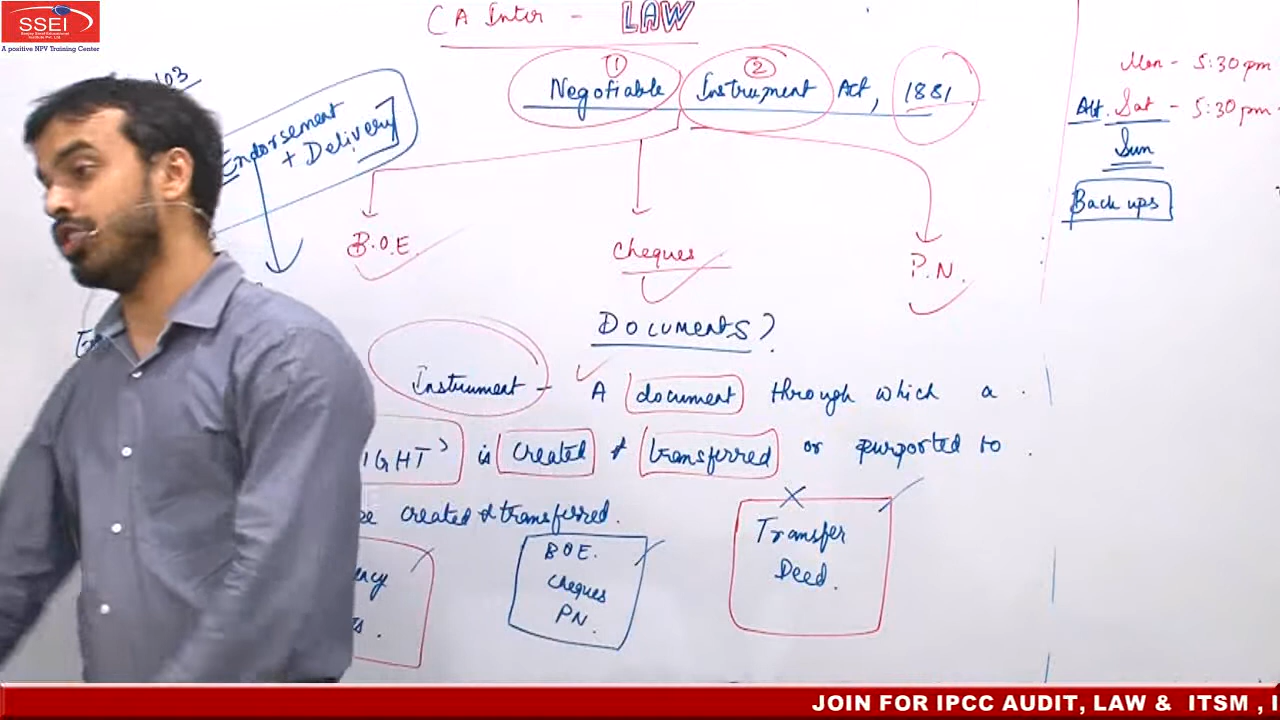 SSEI
A positive NPV Training Center
CA Inter - LAW
① ②
Negotiable Instrument Act, 1881
Endorsement
+ Delivery
B.O.E
Cheques
P.N.
Mon - 5:30 pm
Alt. Sat - 5:30 pm
Sun
Back ups
DOCUMENTS?
Instrument - A document through which a
IGHT' is created & transferred or purported to
created & transferred.
BOE.
Cheques
PN.
Transfer
Deed.
JOIN FOR IPCC AUDIT, LAW & ITSM , I